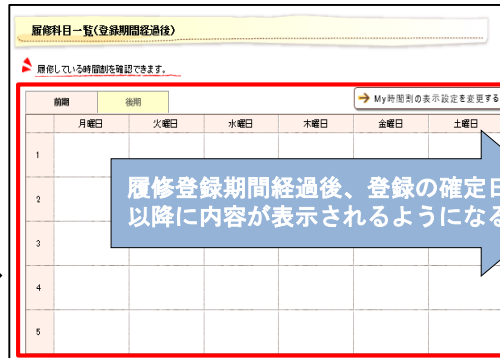 履修科目一覧(登録期間経過後)
履修している時間割を確認できます。
前期 後期 → My時間割の表示設定を変更する
月曜日 火曜日 水曜日 木曜日 金曜日 土曜日
1
2
3
4
5
履修登録期間経過後、登録の確定日
以降に内容が表示されるようになる